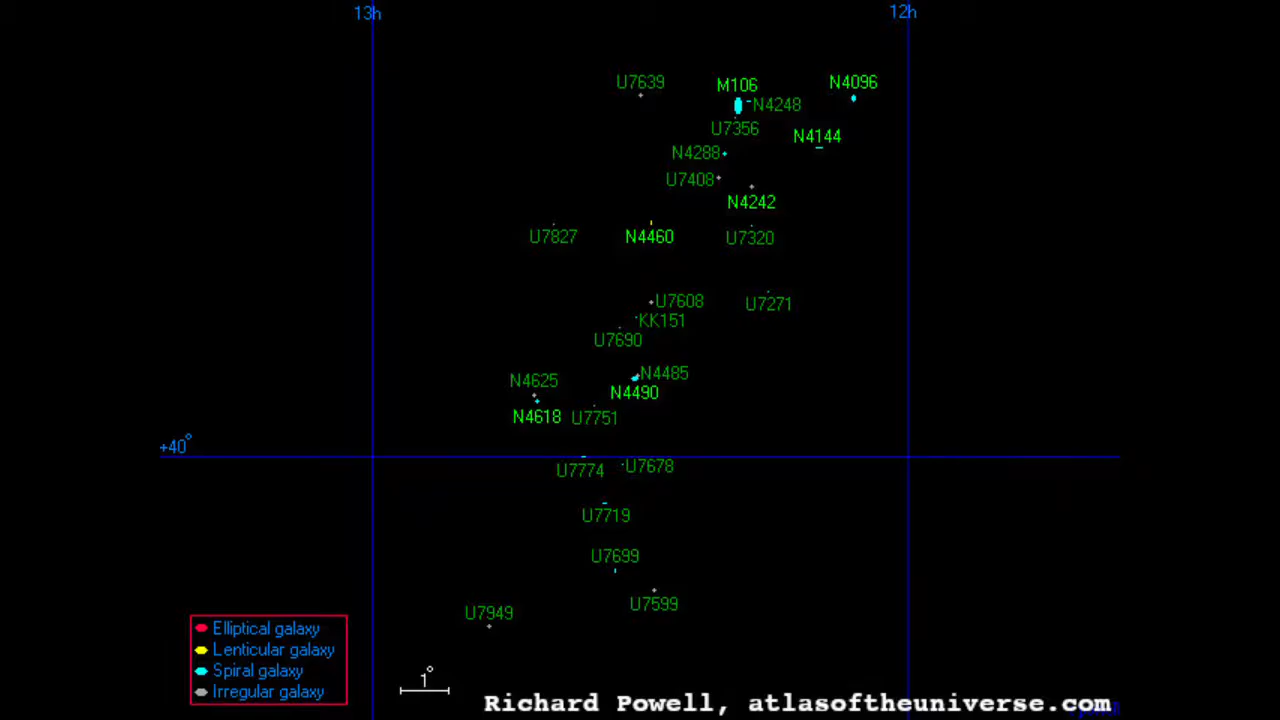 13h
12h
U7639
M106
N4096
N4248
U7356
N4144
N4288
U7408
N4242
U7827
N4460
U7320
U7608
U7271
KK151
U7690
N4485
N4625
N4490
N4618
U7751
+40°
U7774
U7678
U7719
U7699
U7599
U7949
Elliptical galaxy
Lenticular galaxy
Spiral galaxy
Irregular galaxy
1°
Richard Powell, atlasoftheuniverse.com